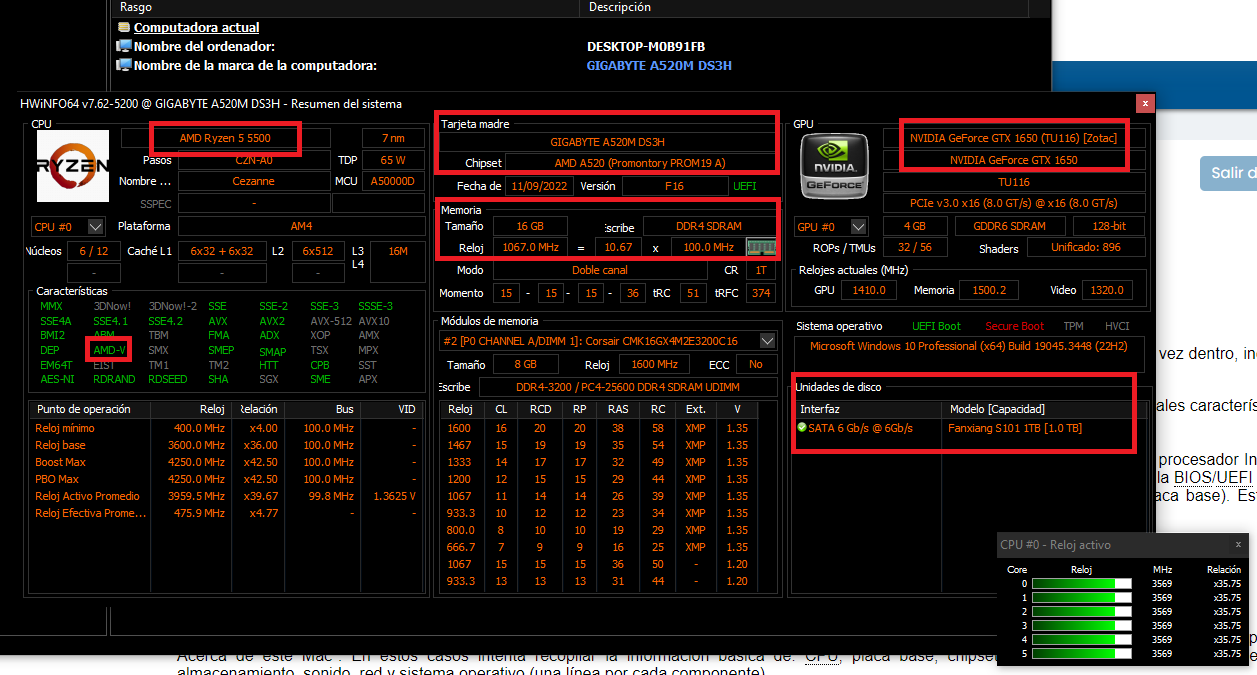 Rasgo Descripción
Computadora actual
Nombre del ordenador: DESKTOP-M0B91FB
Nombre de la marca de la computadora: GIGABYTE A520M DS3H
HWiNFO64 v7.62-5200 @ GIGABYTE A520M DS3H - Resumen del sistema
x
CPU
RYZEN
AMD Ryzen 5 5500 7 nm
Pasos CZN-A0 TDP 65 W
Nombre ... Cezanne MCU A50000D
SSPEC - -
CPU #0 Plataforma AM4
Núcleos 6 / 12 Caché L1 6x32 + 6x32 L2 6x512 L3 16M
- - - L4
Características
MMX 3DNow! 3DNow!-2 SSE SSE-2 SSE-3 SSSE-3
SSE4A SSE4.1 SSE4.2 AVX AVX2 AVX-512 AVX10
BMI2 ABM TBM FMA ADX XOP AMX
DEP AMD-V SMX SMEP SMAP TSX MPX
EM64T EIST TM1 TM2 HTT CPB SST
AES-NI RDRAND RDSEED SHA SGX SME APX
Punto de operación Reloj Relación Bus VID
Reloj mínimo 400.0 MHz x4.00 100.0 MHz -
Reloj base 3600.0 MHz x36.00 100.0 MHz -
Boost Max 4250.0 MHz x42.50 100.0 MHz -
PBO Max 4250.0 MHz x42.50 100.0 MHz -
Reloj Activo Promedio 3959.5 MHz x39.67 99.8 MHz 1.3625 V
Reloj Efectiva Prome... 475.9 MHz x4.77 - -
Tarjeta madre
GIGABYTE A520M DS3H
Chipset AMD A520 (Promontory PROM19 A)
Fecha de 11/09/2022 Versión F16 UEFI
Memoria
Tamaño 16 GB scribe DDR4 SDRAM
Reloj 1067.0 MHz = 10.67 x 100.0 MHz
Modo Doble canal CR 1T
Momento 15 - 15 - 15 - 36 tRC 51 tRFC 374
Módulos de memoria
#2 [P0 CHANNEL A/DIMM 1]: Corsair CMK16GX4M2E3200C16
Tamaño 8 GB Reloj 1600 MHz ECC No
scribe DDR4-3200 / PC4-25600 DDR4 SDRAM UDIMM
Reloj CL RCD RP RAS RC Ext. V
1600 16 20 20 38 58 XMP 1.35
1467 15 19 19 35 54 XMP 1.35
1333 14 17 17 32 49 XMP 1.35
1200 12 15 15 29 44 XMP 1.35
1067 11 14 14 26 39 XMP 1.35
933.3 10 12 12 23 34 XMP 1.35
800.0 8 10 10 19 29 XMP 1.35
666.7 7 9 9 16 25 XMP 1.35
1067 15 15 15 36 50 - 1.20
933.3 13 13 13 31 44 - 1.20
GPU
NVIDIA GEFORCE
NVIDIA GeForce GTX 1650 (TU116) [Zotac]
NVIDIA GeForce GTX 1650
TU116
PCIe v3.0 x16 (8.0 GT/s) @ x16 (8.0 GT/s)
GPU #0 4 GB GDDR6 SDRAM 128-bit
ROPs / TMUs 32 / 56 Shaders Unificado: 896
Relojes actuales (MHz)
GPU 1410.0 Memoria 1500.2 Video 1320.0
Sistema operativo UEFI Boot Secure Boot TPM HVCI
Microsoft Windows 10 Professional (x64) Build 19045.3448 (22H2)
Unidades de disco
Interfaz Modelo [Capacidad]
SATA 6 Gb/s @ 6Gb/s Fanxiang S101 1TB [1.0 TB]
Salir d
vez dentro, in
ales caracterís
procesador In
la BIOS/UEFI
aca base). Es
CPU #0 - Reloj activo x
Core Reloj MHz Relación
0 3569 x35.75
1 3569 x35.75
2 3569 x35.75
3 3569 x35.75
4 3569 x35.75
5 3569 x35.75
Acerca de este Mac". En estos casos intenta recopilar la información básica de: CPU, placa base, chipset
almacenamiento, sonido, red y sistema operativo (una línea por cada componente)